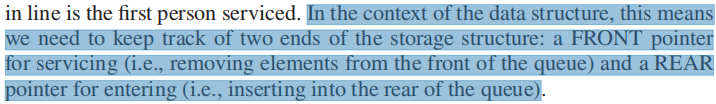 in line is the first person serviced. In the context of the data structure, this means
we need to keep track of two ends of the storage structure: a FRONT pointer
for servicing (i.e., removing elements from the front of the queue) and a REAR
pointer for entering (i.e., inserting into the rear of the queue).